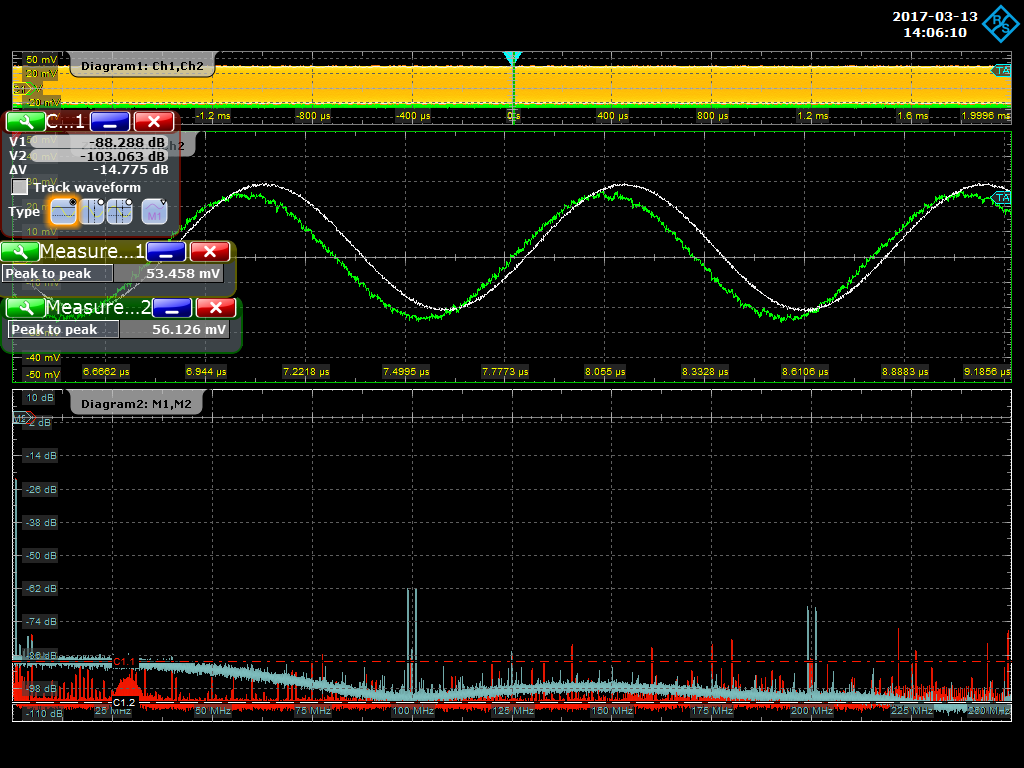 2017-03-13
14:06:10
50 mV
Diagram1: Ch1,Ch2
20 mV
TA
-20 mV
-1.2 ms
-800 µs
-400 µs
0 s
400 µs
800 µs
1.2 ms
1.6 ms
1.9996 ms
C...1
V1 -88.288 dB
V2 -103.063 dB
ΔV -14.775 dB
Track waveform
Type
M1
TA
10 mV
Measure...1
Peak to peak 53.458 mV
Measure...2
Peak to peak 56.126 mV
-40 mV
-50 mV
6.6662 µs
6.944 µs
7.2218 µs
7.4995 µs
7.7773 µs
8.055 µs
8.3328 µs
8.6106 µs
8.8883 µs
9.1856 µs
10 dB
Diagram2: M1,M2
M2
-2 dB
-14 dB
-26 dB
-38 dB
-50 dB
-62 dB
-74 dB
-86 dB
C1.1
-98 dB
C1.2
-110 dB
25 MHz
50 MHz
75 MHz
100 MHz
125 MHz
150 MHz
175 MHz
200 MHz
225 MHz